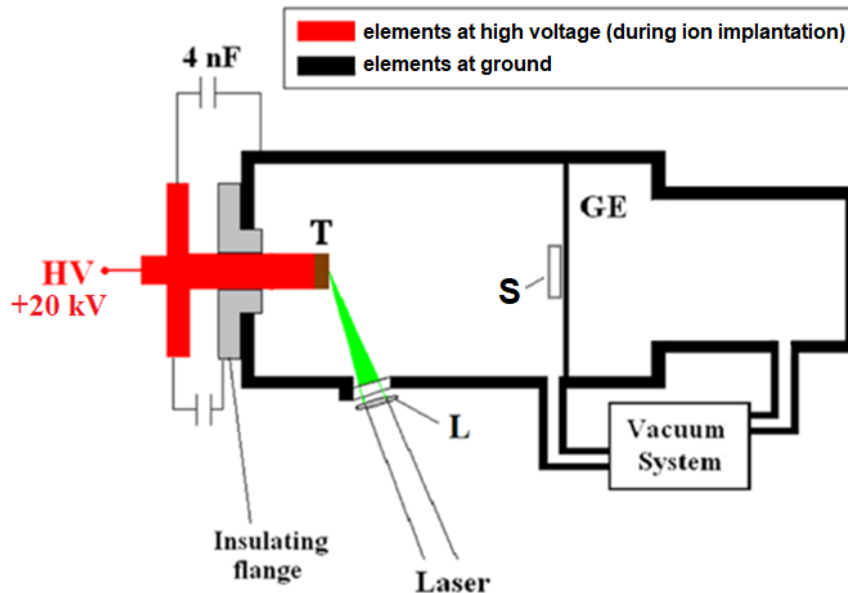 elements at high voltage (during ion implantation)
elements at ground
4 nF
GE
T
HV
+20 kV
S
L
Vacuum
System
Insulating
flange
Laser